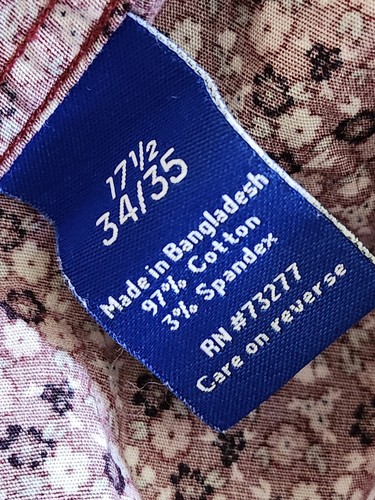 17½
34/35
Made in Bangladesh
97% Cotton
3% Spandex
RN #73277
Care on reverse